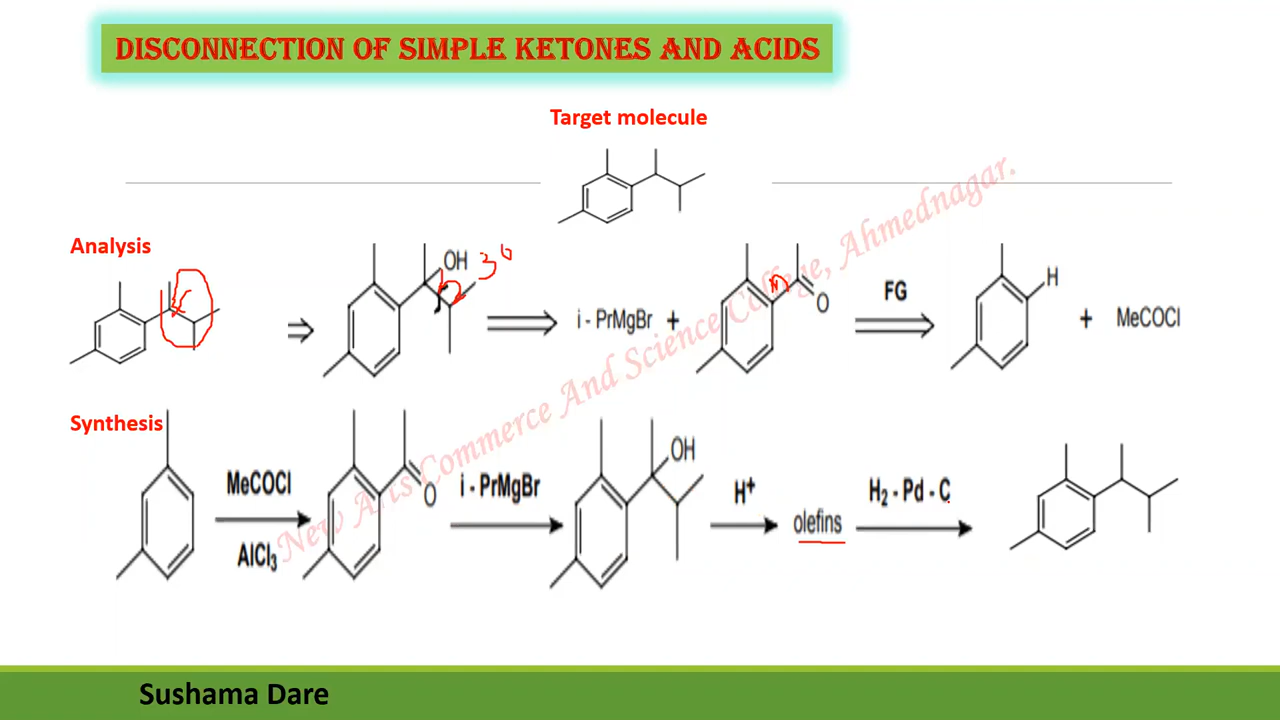 DISCONNECTION OF SIMPLE KETONES AND ACIDS
Target molecule
Analysis
OH 3°
i - PrMgBr + O
FG
H
+ MeCOCl
Synthesis
MeCOCl
AlCl₃
O
i - PrMgBr
OH
H⁺
olefins
H₂ - Pd - C
New Arts Commerce And Science College, Ahmednagar.
Sushama Dare